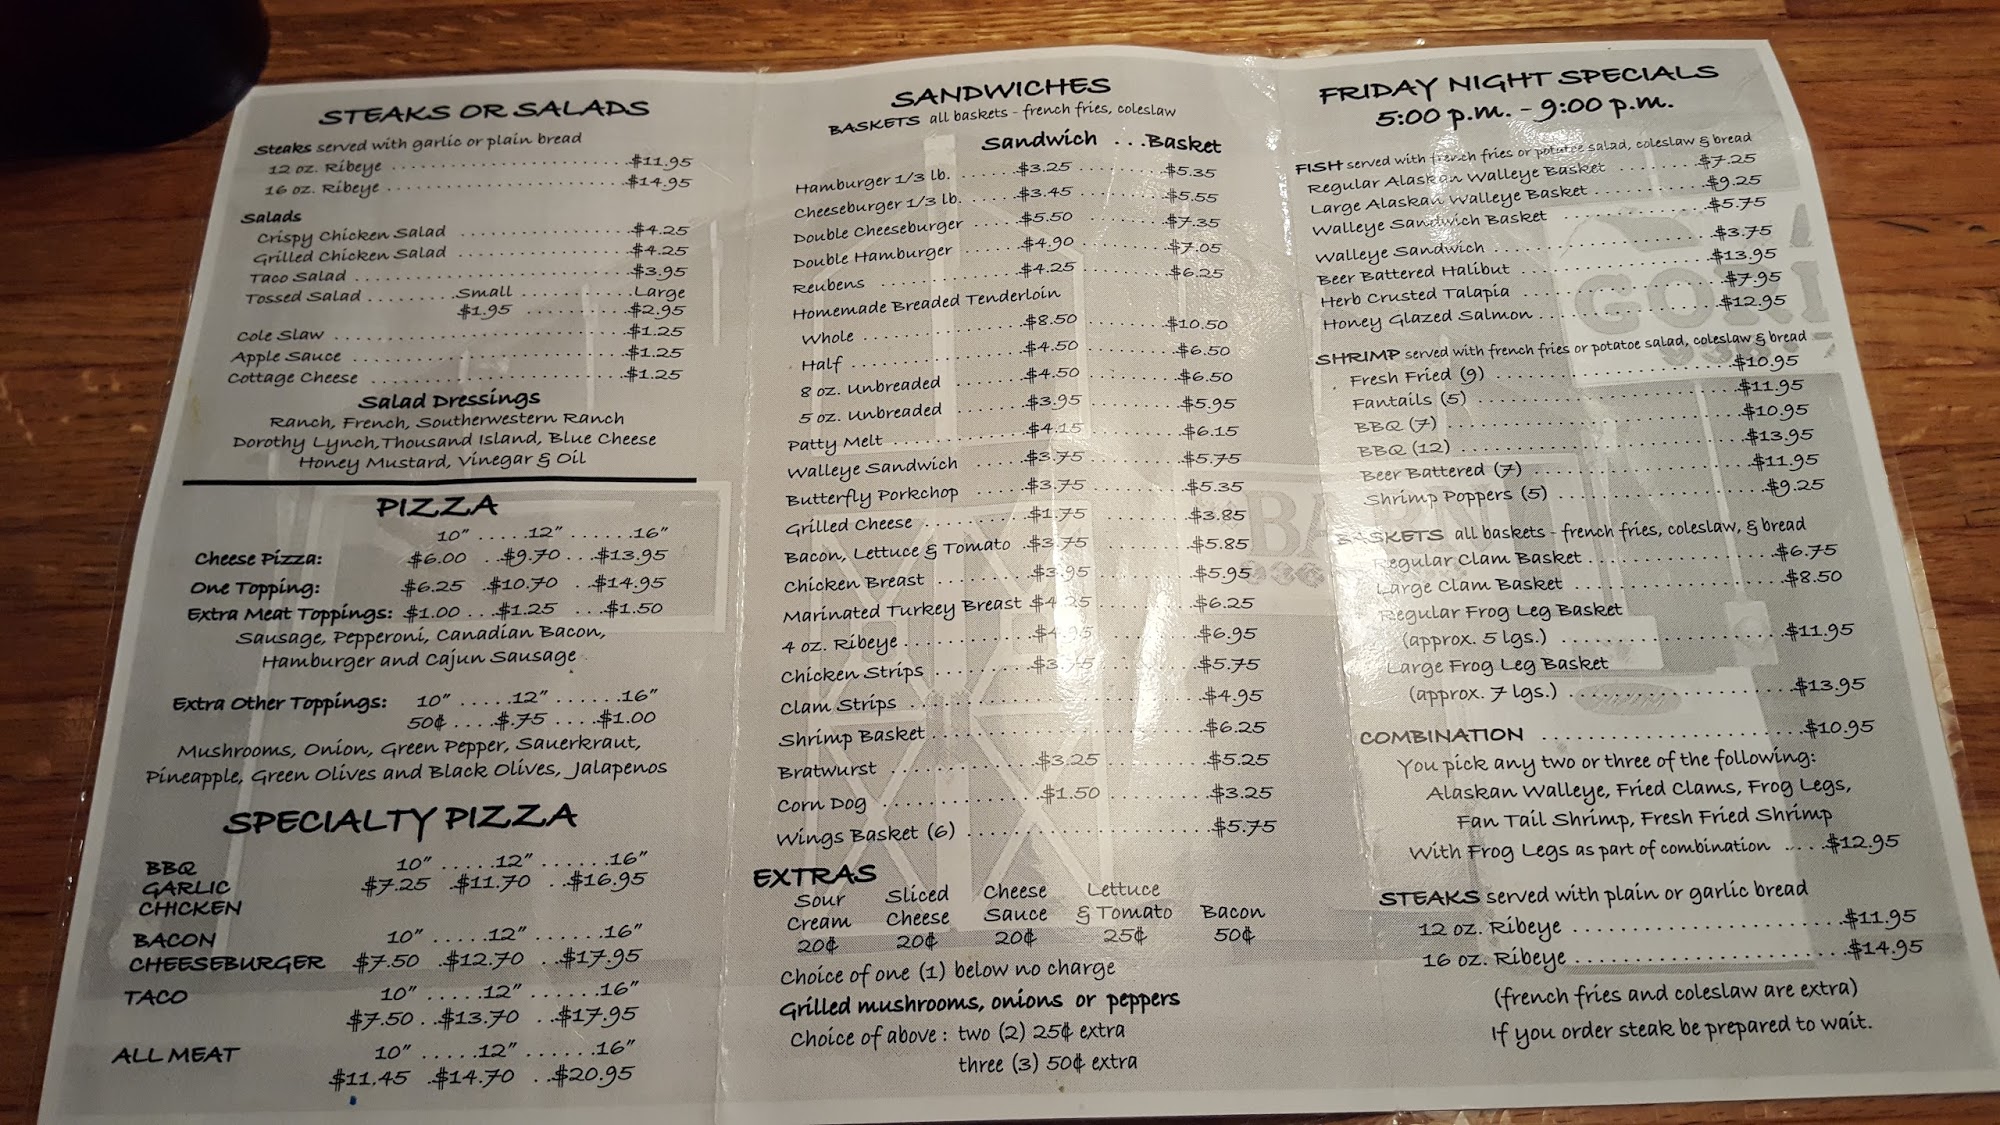 STEAKS OR SALADS
Steaks served with garlic or plain bread
12 oz. Ribeye $11.95
16 oz. Ribeye $14.95
Salads
Crispy Chicken Salad $4.25
Grilled Chicken Salad $4.25
Taco Salad $3.95
Tossed Salad Small Large
$1.95 $2.95
Cole Slaw $1.25
Apple Sauce $1.25
Cottage Cheese $1.25
Salad Dressings
Ranch, French, Southerwestern Ranch
Dorothy Lynch, Thousand Island, Blue Cheese
Honey Mustard, Vinegar & Oil
PIZZA
10" 12" 16"
Cheese Pizza: $6.00 $9.70 $13.95
One Topping: $6.25 $10.70 $14.95
Extra Meat Toppings: $1.00 $1.25 $1.50
Sausage, Pepperoni, Canadian Bacon,
Hamburger and Cajun Sausage
Extra Other Toppings: 10" 12" 16"
50¢ $.75 $1.00
Mushrooms, Onion, Green Pepper, Sauerkraut,
Pineapple, Green Olives and Black Olives, Jalapenos
SPECIALTY PIZZA
BBQ 10" 12" 16"
GARLIC $7.25 $11.70 $16.95
CHICKEN
BACON 10" 12" 16"
CHEESEBURGER $7.50 $12.70 $17.95
TACO 10" 12" 16"
$7.50 $13.70 $17.95
ALL MEAT 10" 12" 16"
$11.45 $14.70 $20.95
SANDWICHES
BASKETS all baskets - french fries, coleslaw
Sandwich ...Basket
Hamburger 1/3 lb. $3.25 $5.35
Cheeseburger 1/3 lb. $3.45 $5.55
Double Cheeseburger $5.50 $7.35
Double Hamburger $4.90 $7.05
Reubens $4.25 $6.25
Homemade Breaded Tenderloin
Whole $8.50 $10.50
Half $4.50 $6.50
8 oz. Unbreaded $4.50 $6.50
5 oz. Unbreaded $3.95 $5.95
Patty Melt $4.15 $6.15
Walleye Sandwich $3.75 $5.75
Butterfly Porkchop $3.75 $5.35
Grilled Cheese $1.75 $3.85
Bacon, Lettuce & Tomato $3.75 $5.85
Chicken Breast $3.95 $5.95
Marinated Turkey Breast $4.25 $6.25
4 oz. Ribeye $4.95 $6.95
Chicken Strips $3.75 $5.75
Clam Strips $4.95
Shrimp Basket $6.25
Bratwurst $3.25 $5.25
Corn Dog $1.50 $3.25
Wings Basket (6) $5.75
EXTRAS
Sour Sliced Cheese Lettuce
Cream Cheese Sauce & Tomato Bacon
20¢ 20¢ 20¢ 25¢ 50¢
Choice of one (1) below no charge
Grilled mushrooms, onions or peppers
Choice of above: two (2) 25¢ extra
three (3) 50¢ extra
FRIDAY NIGHT SPECIALS
5:00 p.m. - 9:00 p.m.
FISH served with french fries or potatoe salad, coleslaw & bread
Regular Alaskan Walleye Basket $7.25
Large Alaskan Walleye Basket $9.25
Walleye Sandwich Basket $5.75
Walleye Sandwich $3.75
Beer Battered Halibut $13.95
Herb Crusted Talapia $7.95
Honey Glazed Salmon $12.95
SHRIMP served with french fries or potatoe salad, coleslaw & bread
Fresh Fried (9) $10.95
Fantails (5) $11.95
BBQ (7) $10.95
BBQ (12) $13.95
Beer Battered (7) $11.95
Shrimp Poppers (5) $9.25
BASKETS all baskets - french fries, coleslaw, & bread
Regular Clam Basket $6.75
Large Clam Basket $8.50
Regular Frog Leg Basket
(approx. 5 lgs.) $11.95
Large Frog Leg Basket
(approx. 7 lgs.) $13.95
COMBINATION $10.95
You pick any two or three of the following:
Alaskan Walleye, Fried Clams, Frog Legs,
Fan Tail Shrimp, Fresh Fried Shrimp
With Frog Legs as part of combination $12.95
STEAKS served with plain or garlic bread
12 oz. Ribeye $11.95
16 oz. Ribeye $14.95
(french fries and coleslaw are extra)
If you order steak be prepared to wait.